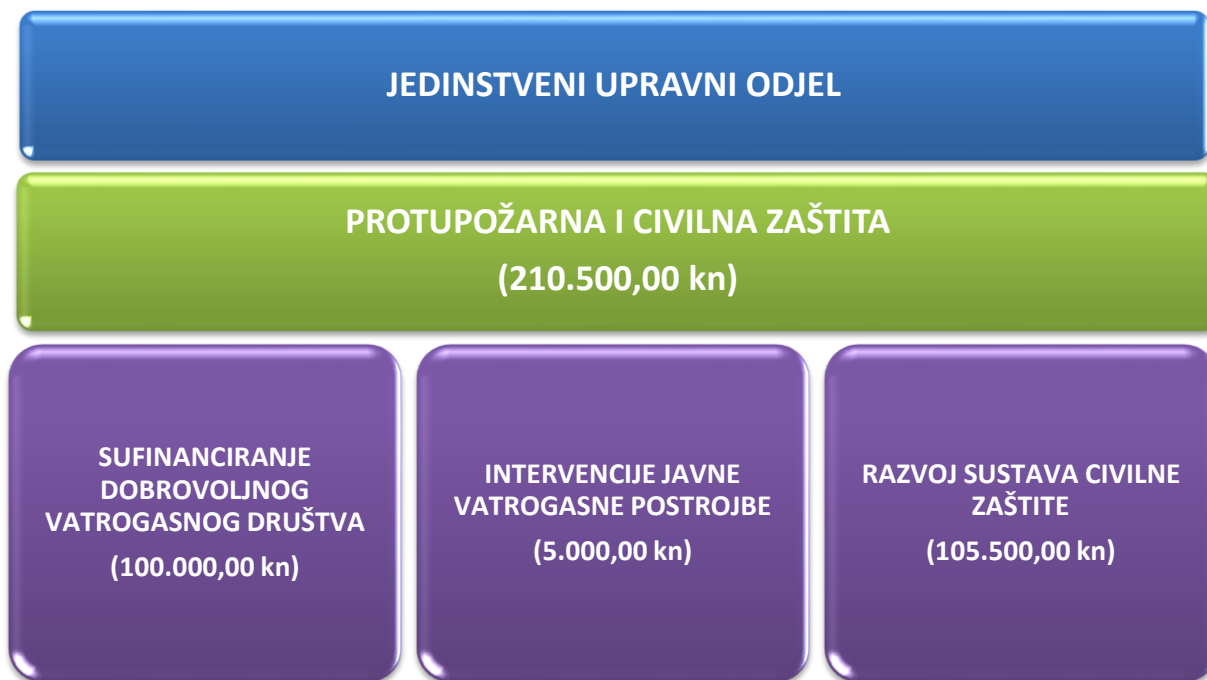 JEDINSTVENI UPRAVNI ODJEL
PROTUPOŽARNA I CIVILNA ZAŠTITA
(210.500,00 kn)
SUFINANCIRANJE
DOBROVOLJNOG
VATROGASNOG DRUŠTVA
(100.000,00 kn)
INTERVENCIJE JAVNE
VATROGASNE POSTROJBE
(5.000,00 kn)
RAZVOJ SUSTAVA CIVILNE
ZAŠTITE
(105.500,00 kn)